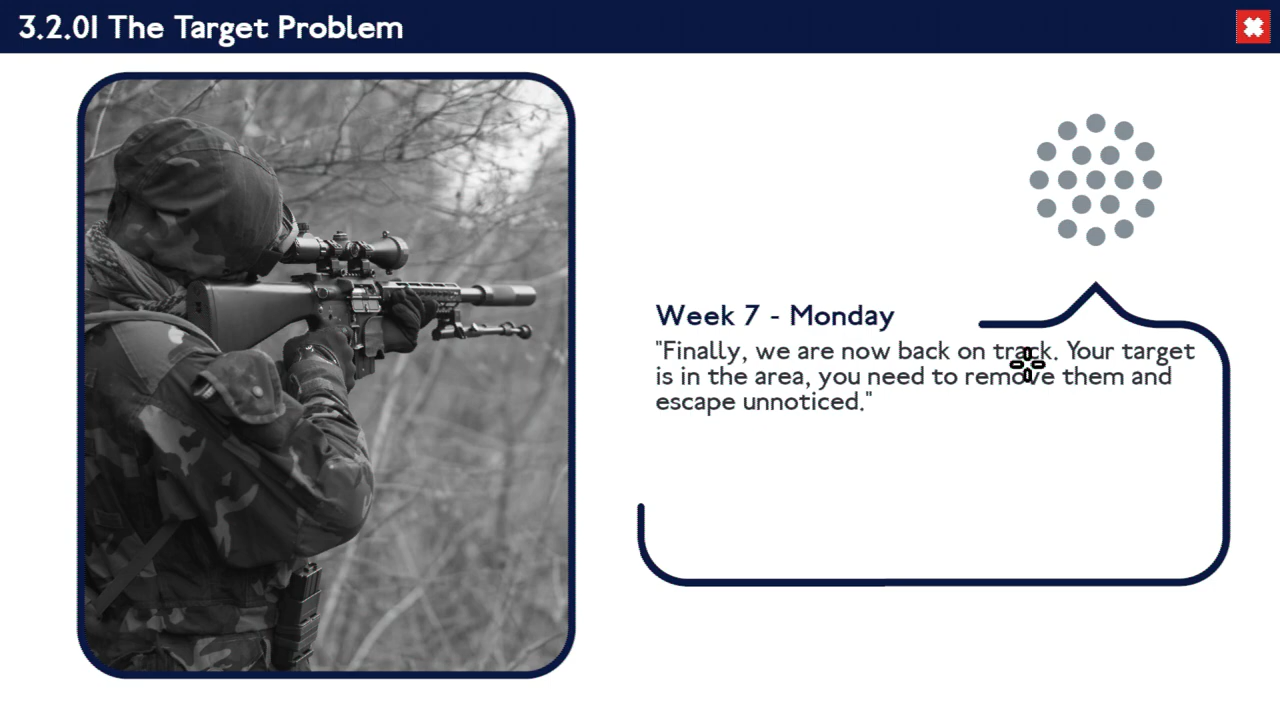 3.2.01 The Target Problem
Week 7 - Monday
"Finally, we are now back on track. Your target
is in the area, you need to remove them and
escape unnoticed."